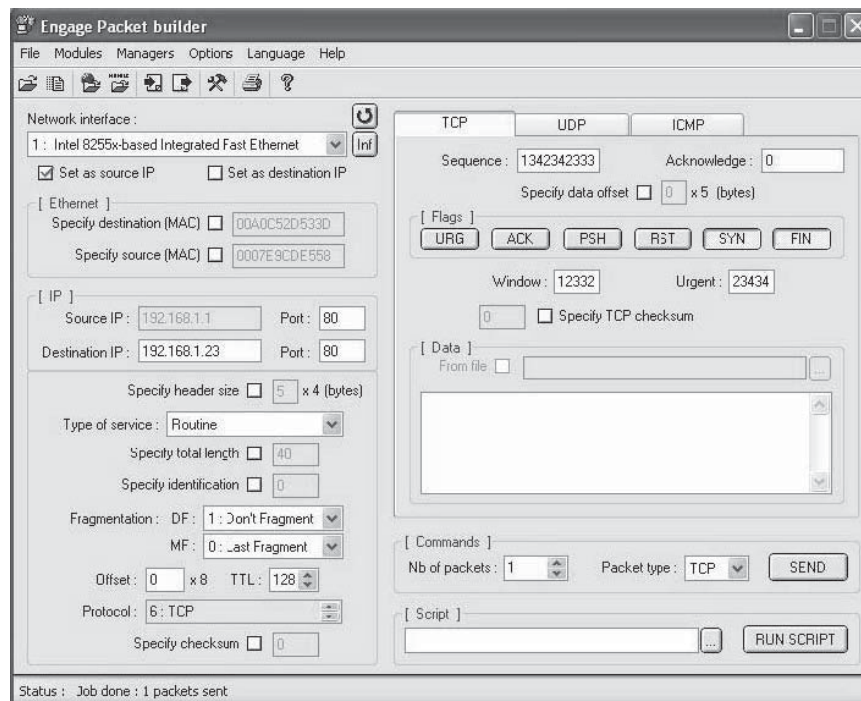 Engage Packet builder
File Modules Managers Options Language Help
Network interface :
1 : Intel 8255x-based Integrated Fast Ethernet Inf
Set as source IP Set as destination IP
[ Ethernet ]
Specify destination (MAC) 00A0C52D533D
Specify source (MAC) 0007E9CDE558
[ IP ]
Source IP : 192.168.1.1 Port : 80
Destination IP : 192.168.1.23 Port : 80
Specify header size 5 x 4 (bytes)
Type of service : Routine
Specify total length 40
Specify identification 0
Fragmentation : DF : 1 : Don't Fragment
MF : 0 : Last Fragment
Offset : 0 x 8 TTL : 128
Protocol : 6 : TCP
Specify checksum 0
TCP UDP ICMP
Sequence : 1342342333 Acknowledge : 0
Specify data offset 0 x 5 (bytes)
[ Flags ]
URG ACK PSH RST SYN FIN
Window : 12332 Urgent : 23434
0 Specify TCP checksum
[ Data ]
From file ...
[ Commands ]
Nb of packets : 1 Packet type : TCP SEND
[ Script ]
... RUN SCRIPT
Status : Job done : 1 packets sent